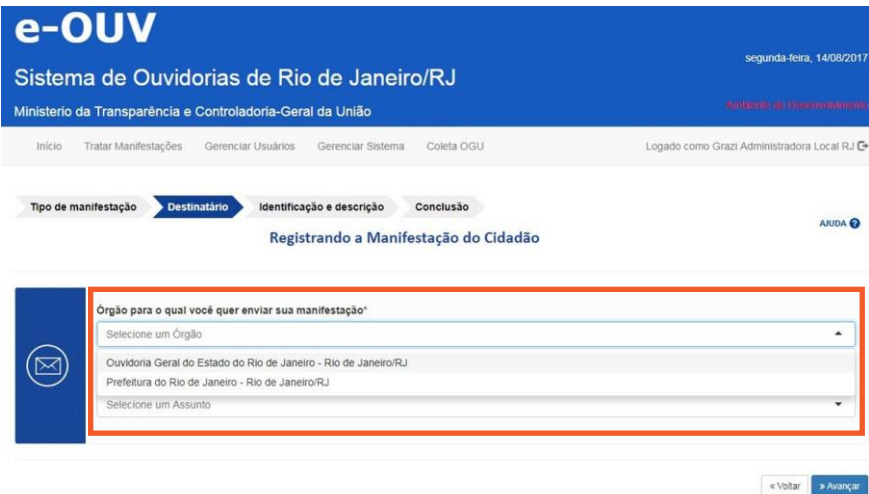 e-OUV
segunda-feira, 14/08/2017
Sistema de Ouvidorias de Rio de Janeiro/RJ
Ministerio da Transparência e Controladoria-Geral da União
Ambiente de Desenvolvimento
Início Tratar Manifestações Gerenciar Usuários Gerenciar Sistema Coleta OGU Logado como Grazi Administradora Local RJ
Tipo de manifestação Destinatário Identificação e descrição Conclusão
AJUDA
Registrando a Manifestação do Cidadão
Órgão para o qual você quer enviar sua manifestação*
Selecione um Órgão
Ouvidoria Geral do Estado do Rio de Janeiro - Rio de Janeiro/RJ
Prefeitura do Rio de Janeiro - Rio de Janeiro/RJ
Selecione um Assunto
« Voltar » Avançar